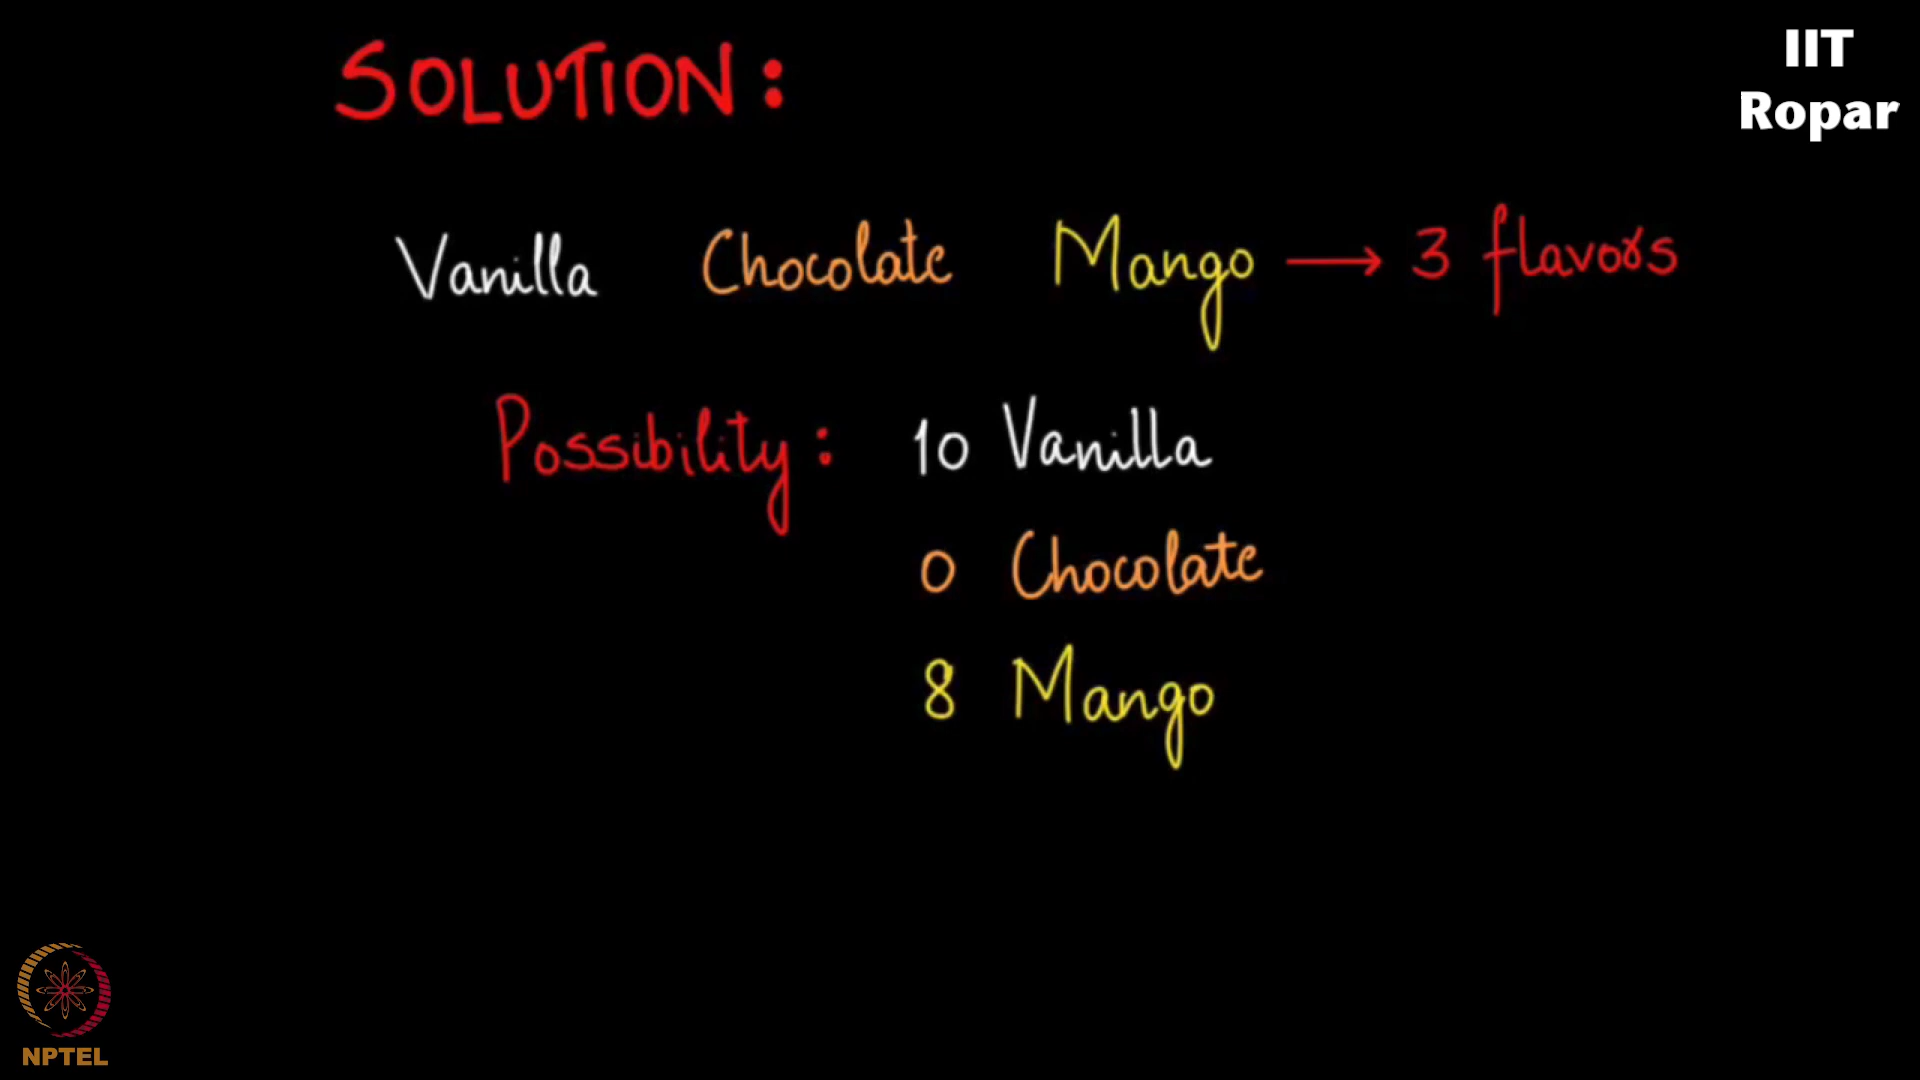 SOLUTION:
IIT
Ropar
Vanilla Chocolate Mango → 3 flavors
Possibility: 10 Vanilla
0 Chocolate
8 Mango
NPTEL